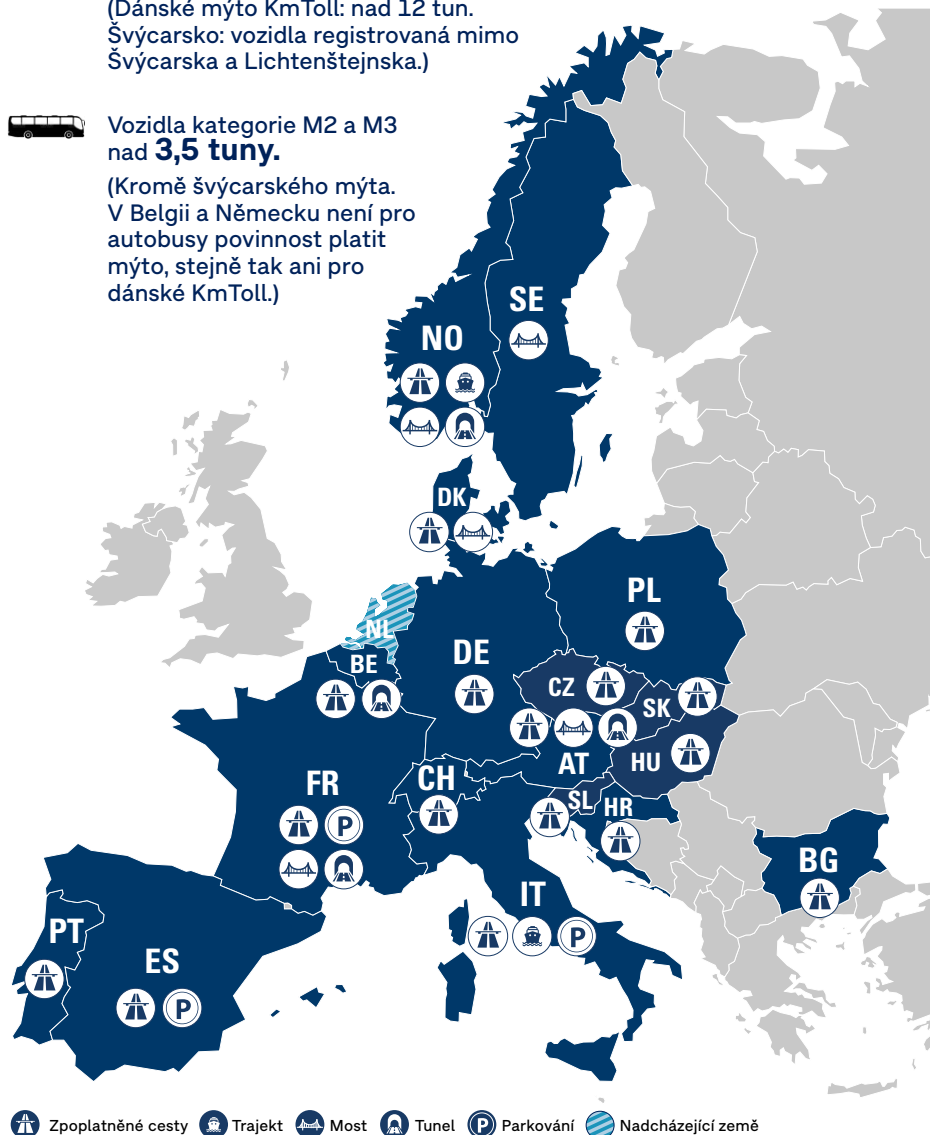 (Dánské mýto KmToll: nad 12 tun.
Švýcarsko: vozidla registrovaná mimo
Švýcarska a Lichtenštejnska.)
Vozidla kategorie M2 a M3
nad 3,5 tuny.
(Kromě švýcarského mýta.
V Belgii a Německu není pro
autobusy povinnost platit
mýto, stejně tak ani pro
dánské KmToll.)
SE
NO
DK
PL
NL
BE
DE
CZ
SK
AT
HU
CH
FR
SL
HR
P
BG
IT
PT
P
ES
P
Zpoplatněné cesty Trajekt Most Tunel P Parkování Nadcházející země